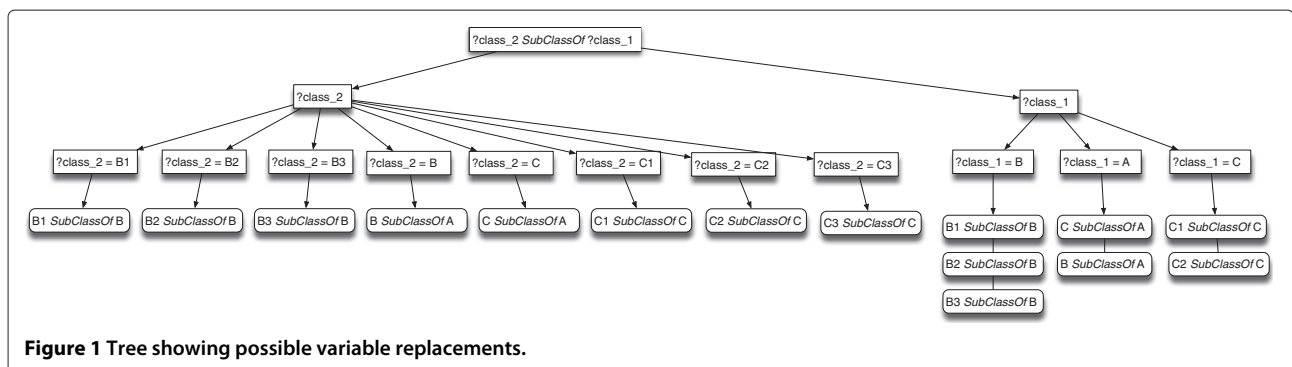 ?class_2 SubClassOf ?class_1
?class_2
?class_1
?class_2 = B1
?class_2 = B2
?class_2 = B3
?class_2 = B
?class_2 = C
?class_2 = C1
?class_2 = C2
?class_2 = C3
?class_1 = B
?class_1 = A
?class_1 = C
B1 SubClassOf B
B2 SubClassOf B
B3 SubClassOf B
B SubClassOf A
C SubClassOf A
C1 SubClassOf C
C2 SubClassOf C
C3 SubClassOf C
B1 SubClassOf B
C SubClassOf A
C1 SubClassOf C
B2 SubClassOf B
B SubClassOf A
C2 SubClassOf C
B3 SubClassOf B
Figure 1 Tree showing possible variable replacements.